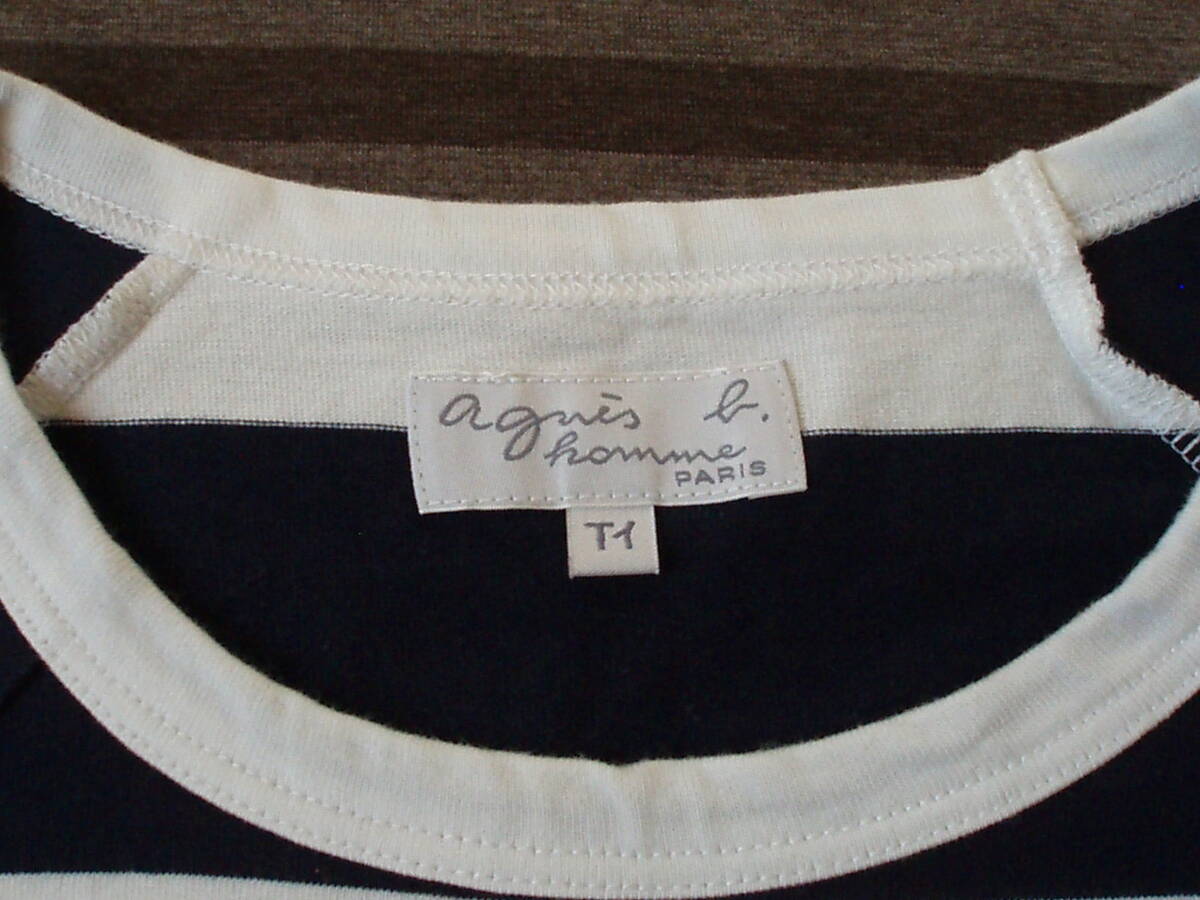 agnès b.
homme
PARIS
T1